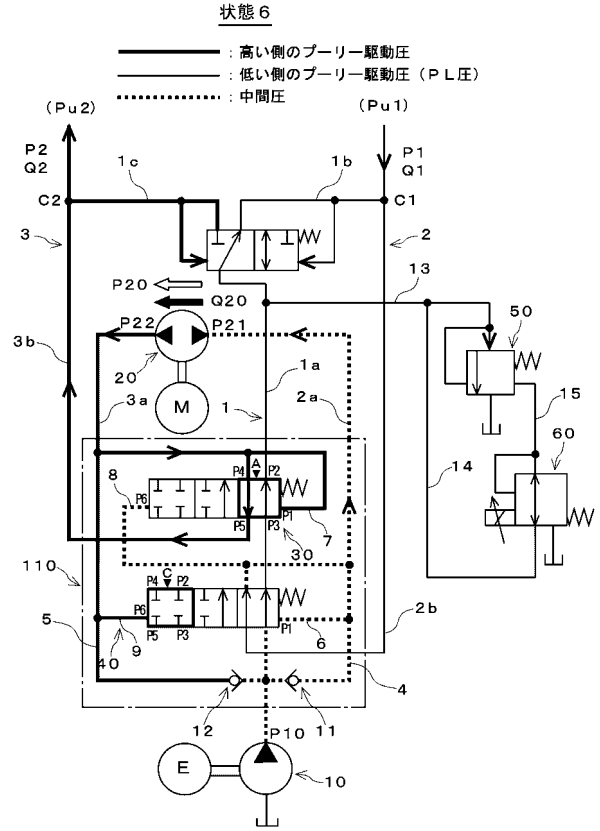 状態６
：高い側のプーリー駆動圧
：低い側のプーリー駆動圧（ＰＬ圧）
：中間圧
(Pu2)
(Pu1)
P2
Q2
1c
1b
P1
Q1
C2
C1
3
2
P20
13
Q20
P22
P21
50
3b
20
1a
15
3a
M
1
2a
60
8
P4
A
P2
14
P6
P5
P3
P1
7
30
110
P4
C
P2
P6
P1
5
P5
P3
6
2b
9
40
4
12
11
P10
E
10